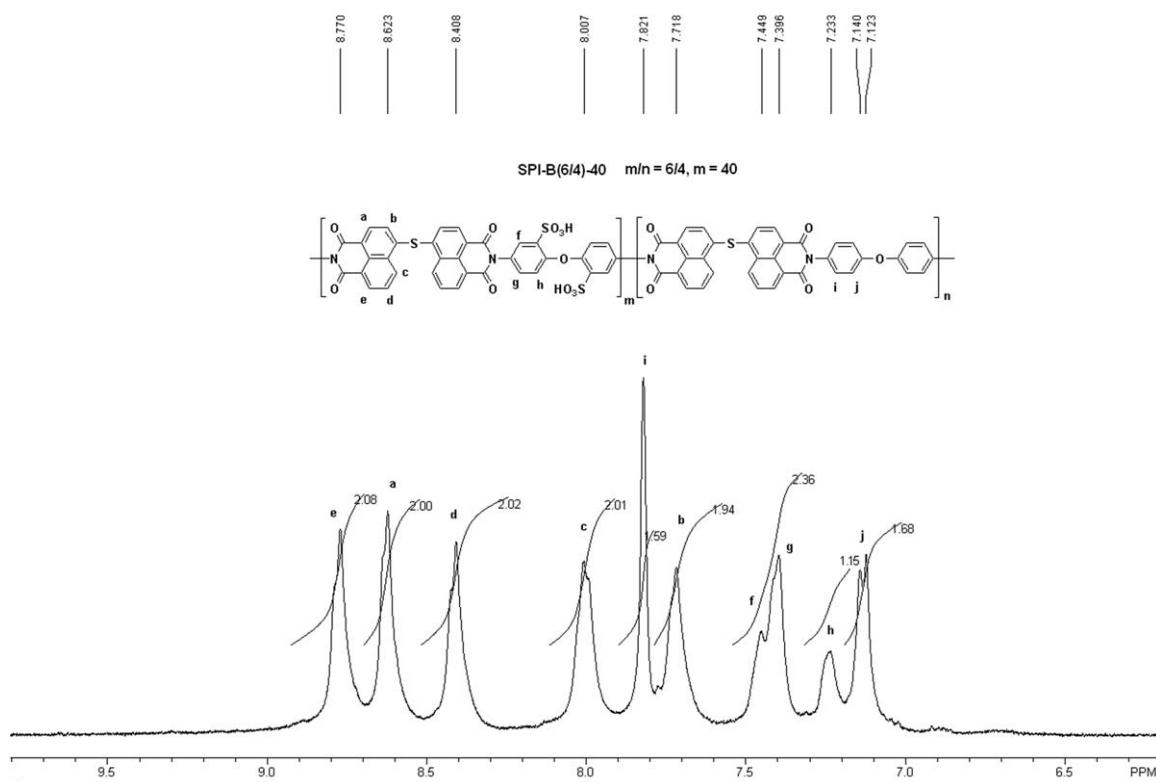 8.770 8.623 8.408 8.007 7.821 7.718 7.449 7.396 7.233 7.140 7.123
SPI-B(6/4)-40 m/n = 6/4, m = 40
a b c d e f g h i j
O O O O O O O O
N S N O N S N O
SO3H
HO3S
m n
i
e a d c b f g h j
2.08 2.00 2.02 2.01 .59 1.94 2.36 1.15 1.68
9.5 9.0 8.5 8.0 7.5 7.0 6.5 PPM